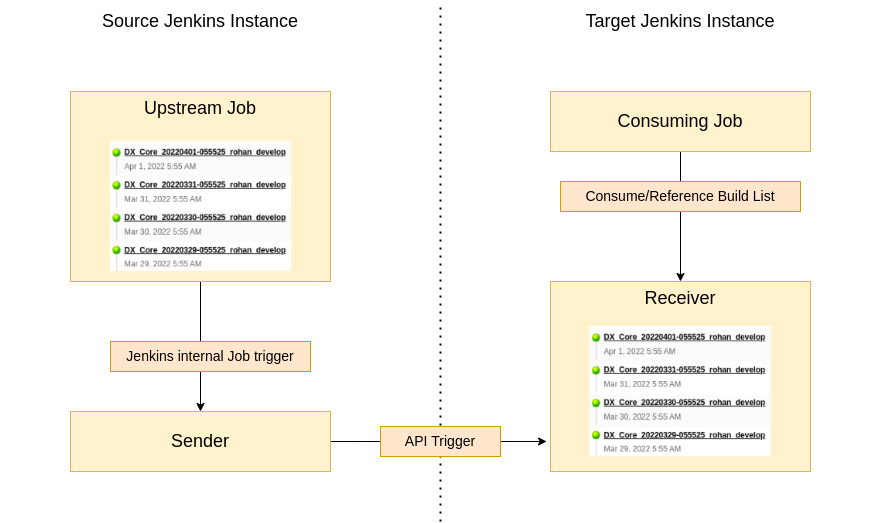 Source Jenkins Instance
Target Jenkins Instance
Upstream Job
DX_Core_20220401-055525_rohan_develop
Apr 1, 2022 5:55 AM
DX_Core_20220331-055525_rohan_develop
Mar 31, 2022 5:55 AM
DX_Core_20220330-055525_rohan_develop
Mar 30, 2022 5:55 AM
DX_Core_20220329-055525_rohan_develop
Mar 29, 2022 5:55 AM
Jenkins internal Job trigger
Sender
API Trigger
Consuming Job
Consume/Reference Build List
Receiver
DX_Core_20220401-055525_rohan_develop
Apr 1, 2022 5:55 AM
DX_Core_20220331-055525_rohan_develop
Mar 31, 2022 5:55 AM
DX_Core_20220330-055525_rohan_develop
Mar 30, 2022 5:55 AM
DX_Core_20220329-055525_rohan_develop
Mar 29, 2022 5:55 AM